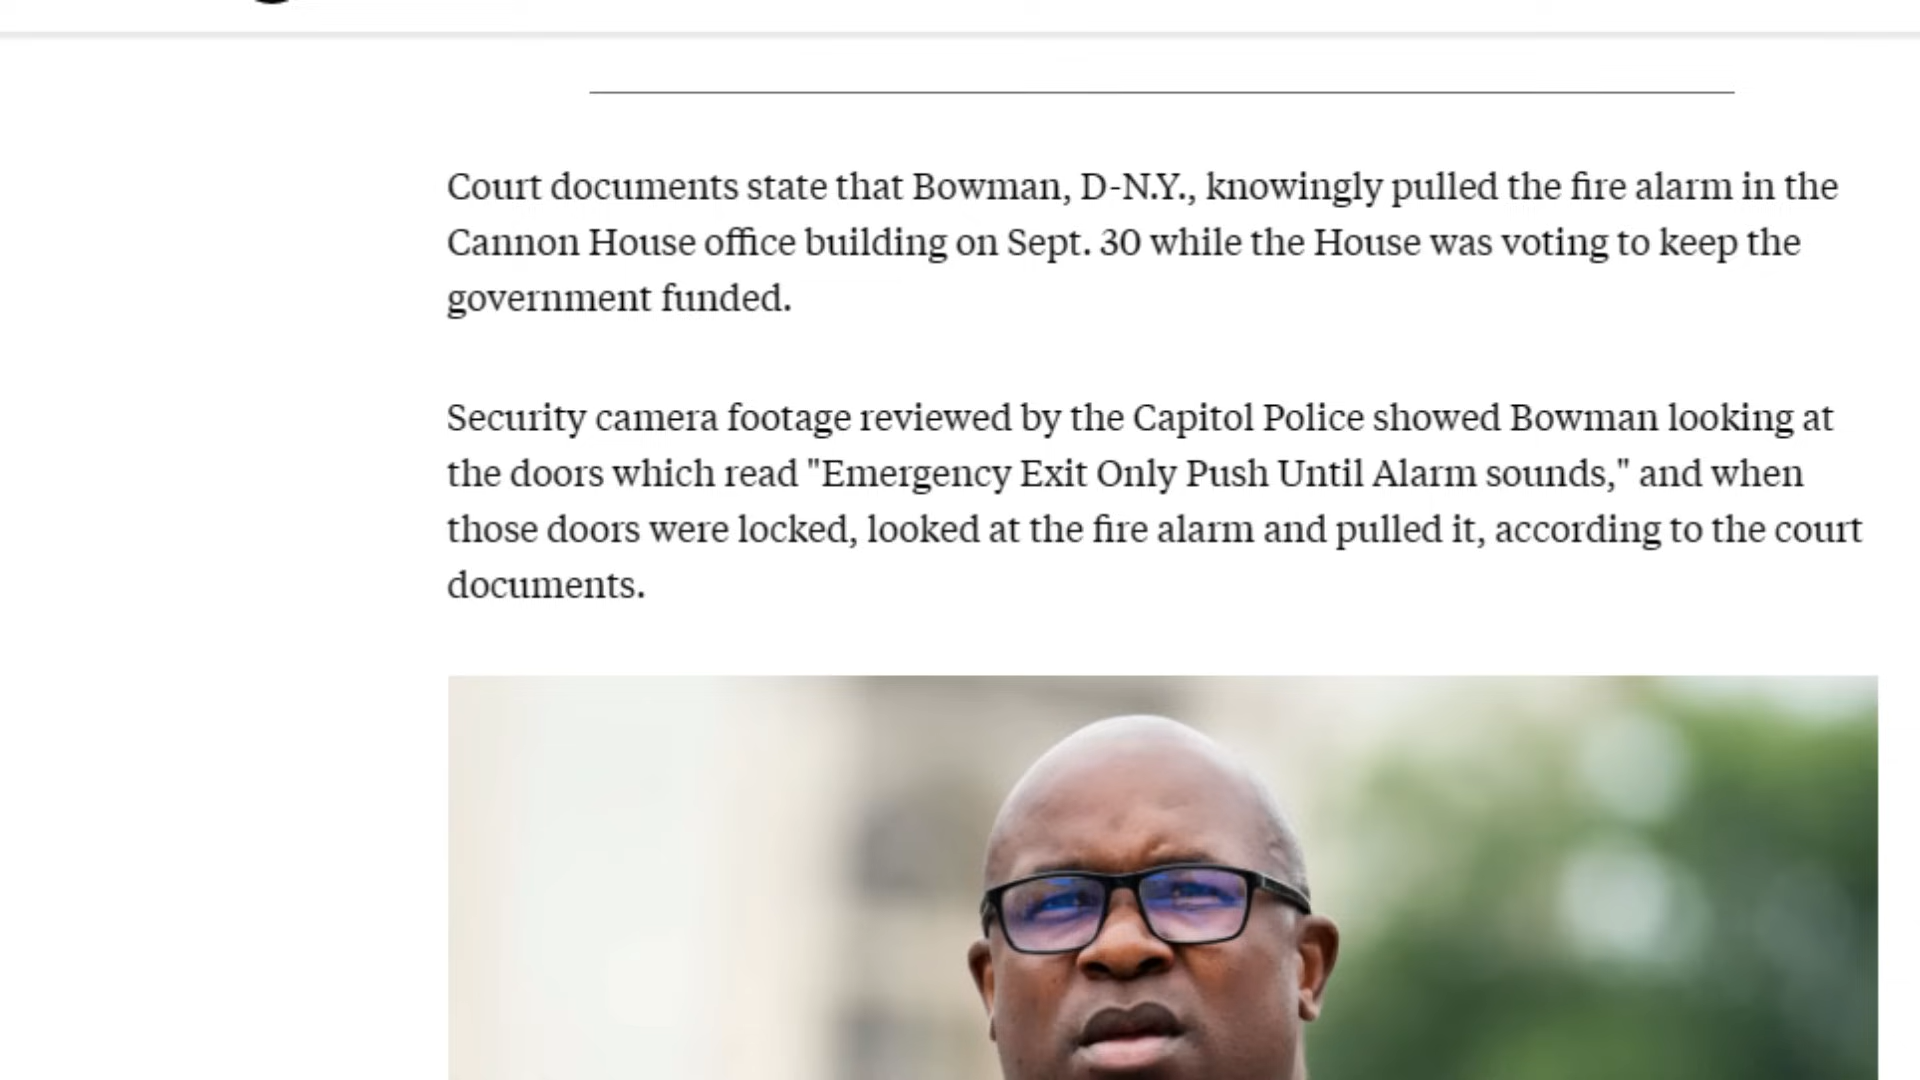 Court documents state that Bowman, D-N.Y., knowingly pulled the fire alarm in the
Cannon House office building on Sept. 30 while the House was voting to keep the
government funded.
Security camera footage reviewed by the Capitol Police showed Bowman looking at
the doors which read "Emergency Exit Only Push Until Alarm sounds," and when
those doors were locked, looked at the fire alarm and pulled it, according to the court
documents.